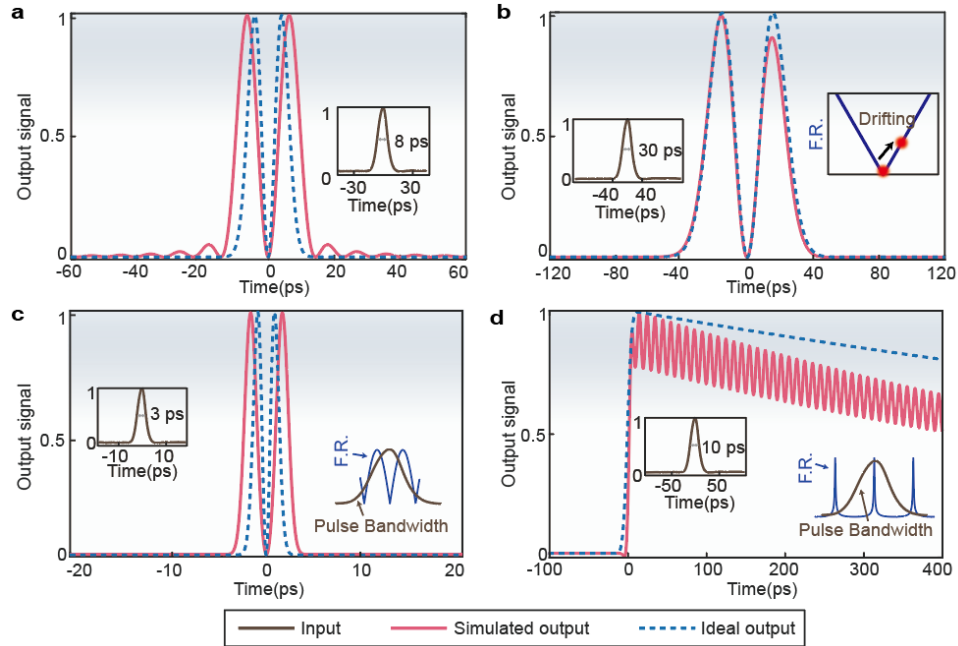 a
Output signal
1
0.5
0
-60
-40
-20
0
20
40
60
Time(ps)
1
0
8 ps
-30
30
Time(ps)
b
Output signal
1
0.5
0
-120
-80
-40
0
40
80
120
Time(ps)
1
0
30 ps
-40
40
Time(ps)
F.R.
Drifting
c
Output signal
1
0.5
0
-20
-10
0
10
20
Time(ps)
1
0
3 ps
-10
10
Time(ps)
F.R.
Pulse Bandwidth
d
Output signal
1
0.5
0
-100
0
100
200
300
400
Time(ps)
1
0
10 ps
-50
50
Time(ps)
F.R.
Pulse Bandwidth
Input
Simulated output
Ideal output